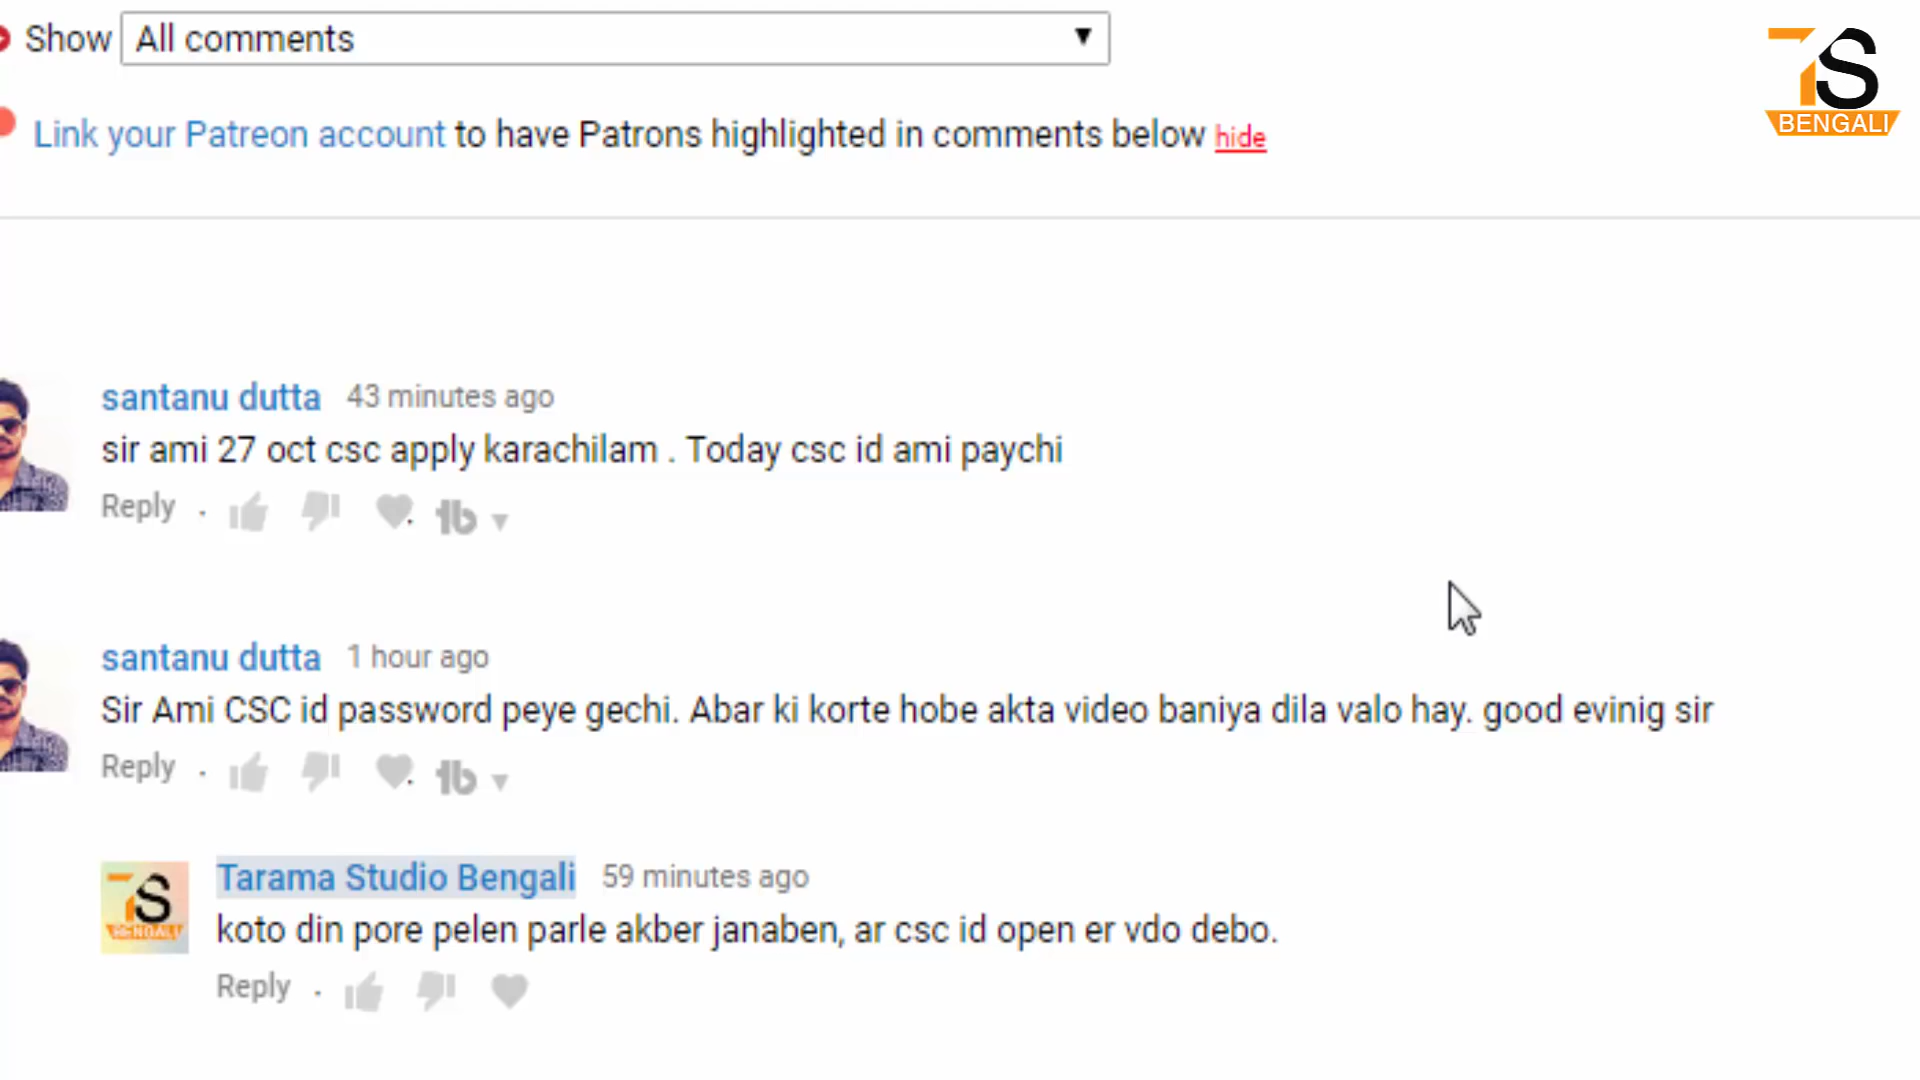 Show All comments
TS
BENGALI
Link your Patreon account to have Patrons highlighted in comments below hide
santanu dutta 43 minutes ago
sir ami 27 oct csc apply karachilam . Today csc id ami paychi
Reply .
santanu dutta 1 hour ago
Sir Ami CSC id password peye gechi. Abar ki korte hobe akta video baniya dila valo hay. good evinig sir
Reply .
Tarama Studio Bengali 59 minutes ago
TS
BENGALI
koto din pore pelen parle akber janaben, ar csc id open er vdo debo.
Reply .